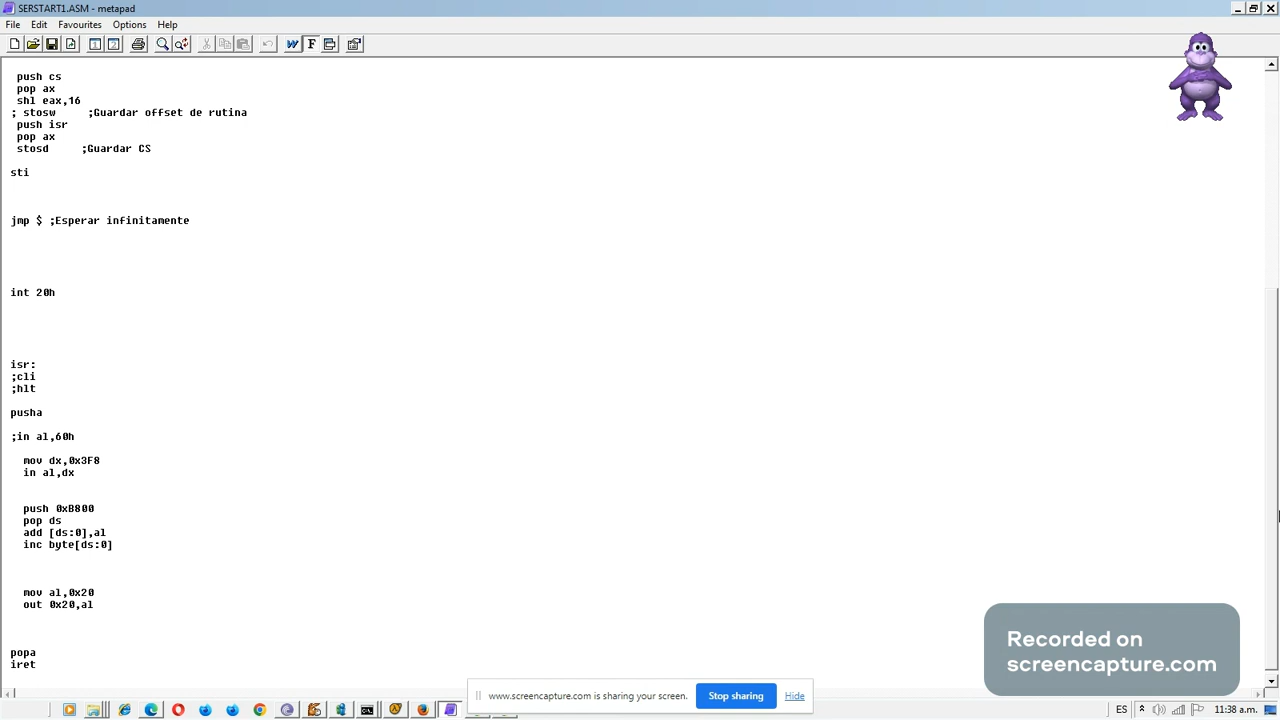 SERSTART1.ASM - metapad
File Edit Favourites Options Help
push cs
pop ax
shl eax,16
; stosw ;Guardar offset de rutina
push isr
pop ax
stosd ;Guardar CS
sti
jmp $ ;Esperar infinitamente
int 20h
isr:
;cli
;hlt
pusha
;in al,60h
mov dx,0x3F8
in al,dx
push 0xB800
pop ds
add [ds:0],al
inc byte[ds:0]
mov al,0x20
out 0x20,al
popa
iret
Recorded on
screencapture.com
www.screencapture.com is sharing your screen. Stop sharing Hide
ES 11:38 a.m.